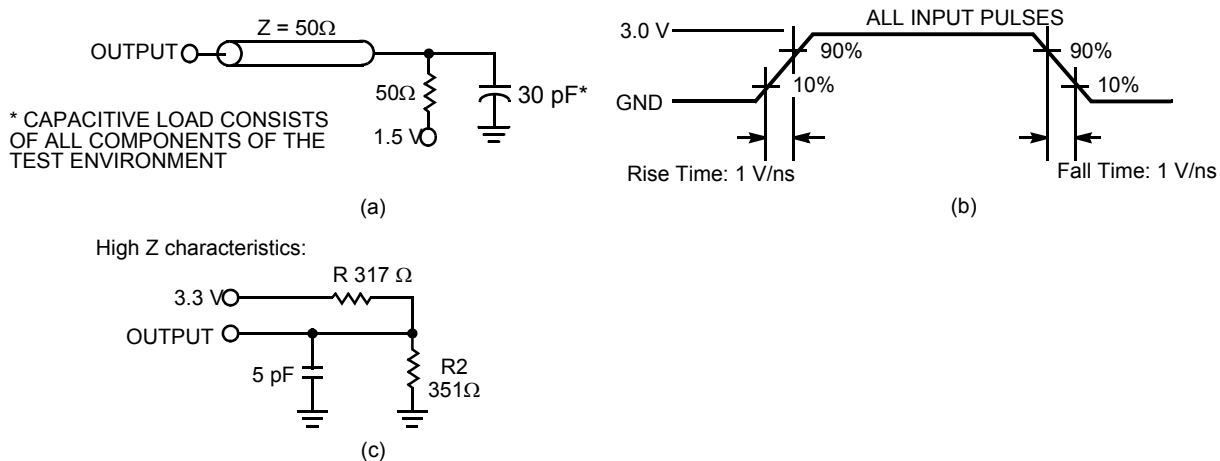 Z = 50Ω
OUTPUT
50Ω
30 pF*
1.5 V
* CAPACITIVE LOAD CONSISTS
OF ALL COMPONENTS OF THE
TEST ENVIRONMENT
(a)
ALL INPUT PULSES
3.0 V
90%
90%
10%
10%
GND
Rise Time: 1 V/ns
Fall Time: 1 V/ns
(b)
High Z characteristics:
R 317 Ω
3.3 V
OUTPUT
5 pF
R2
351Ω
(c)